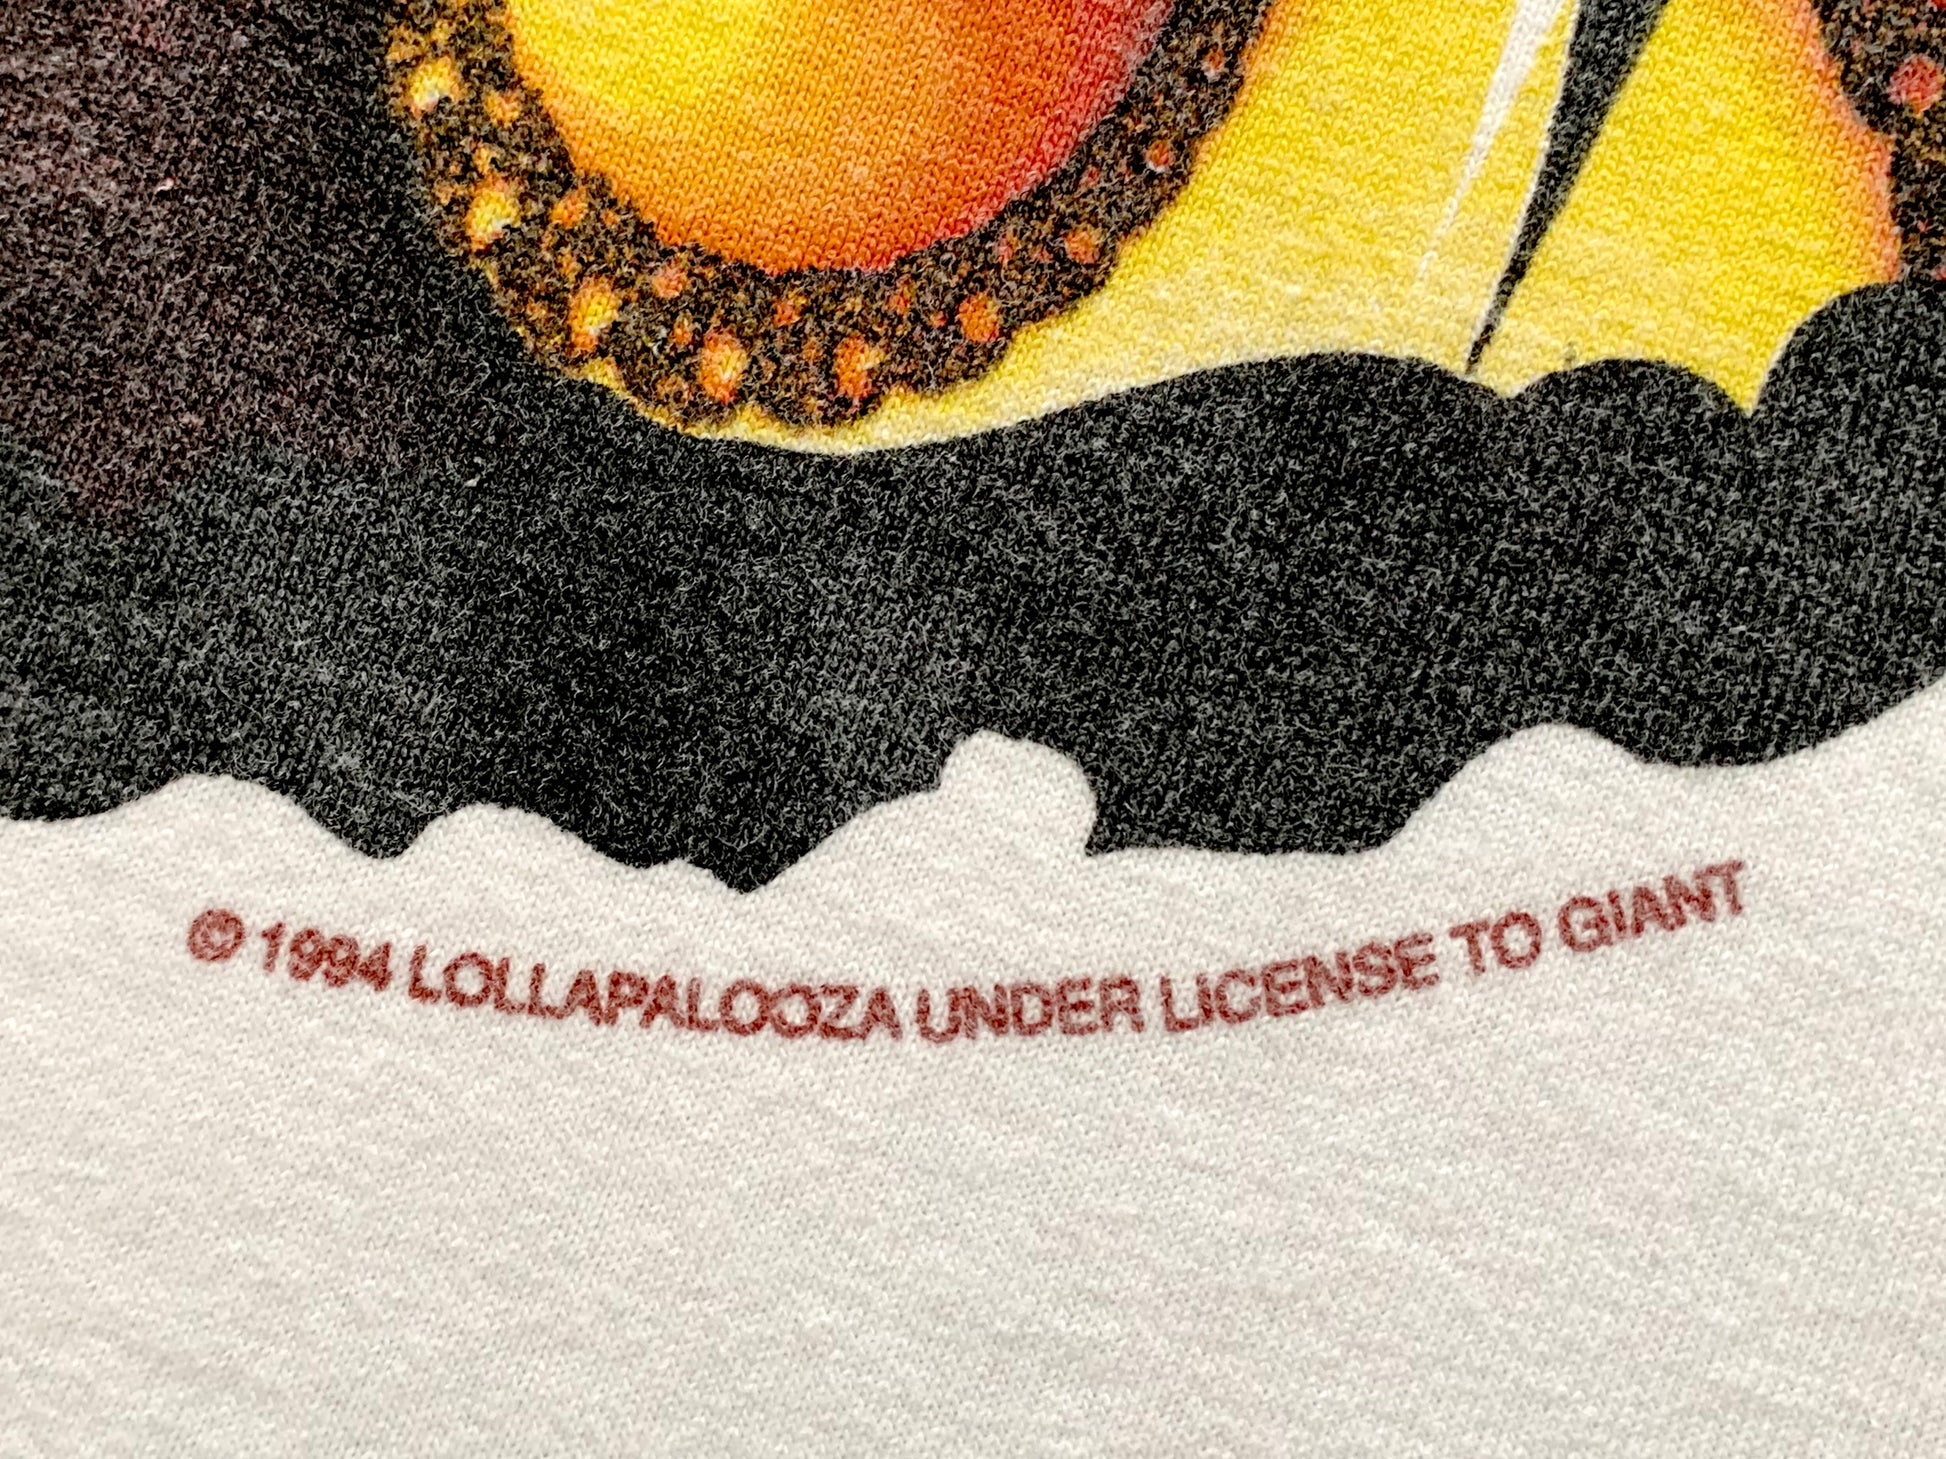 © 1994 LOLLAPALOOZA UNDER LICENSE TO GIANT